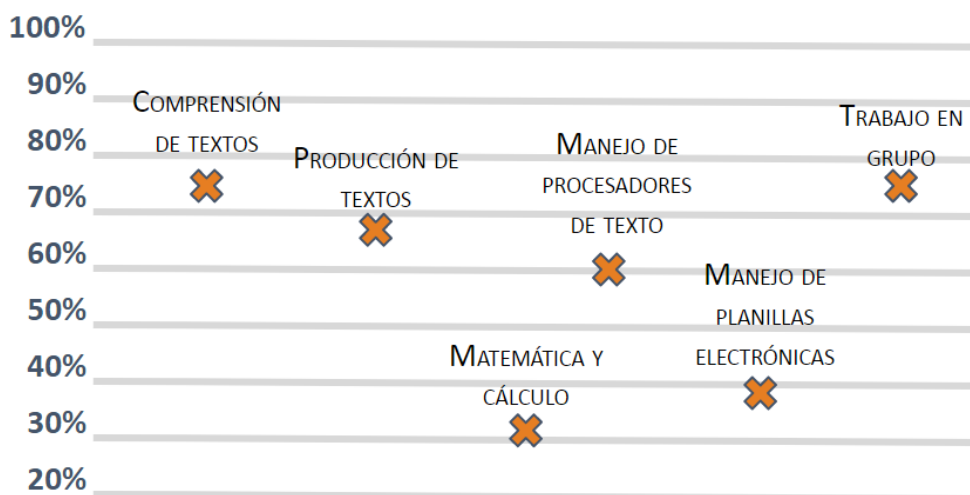 100%
90%
80%
70%
60%
50%
40%
30%
20%
COMPRENSIÓN
DE TEXTOS
PRODUCCIÓN DE
TEXTOS
MATEMÁTICA Y
CÁLCULO
MANEJO DE
PROCESADORES
DE TEXTO
MANEJO DE
PLANILLAS
ELECTRÓNICAS
TRABAJO EN
GRUPO